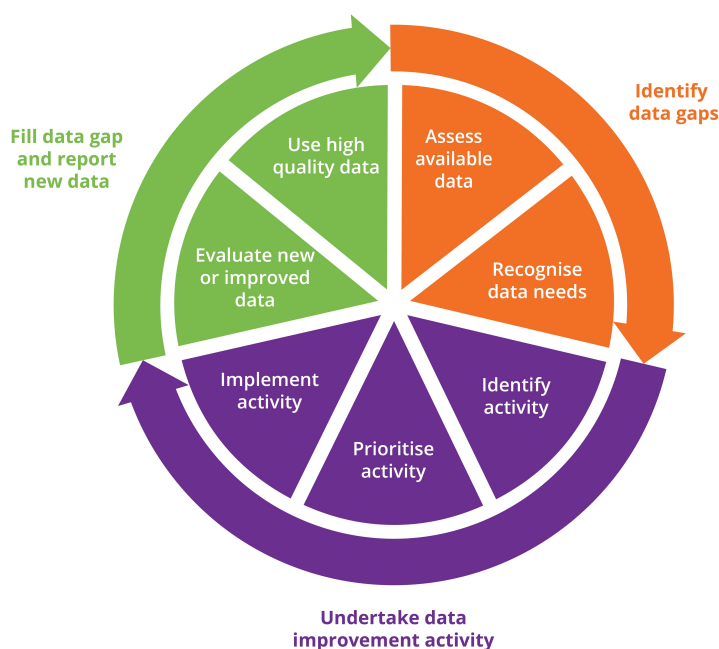 Identify
data gaps
Assess
available
data
Recognise
data needs
Identify
activity
Prioritise
activity
Implement
activity
Undertake data
improvement activity
Fill data gap
and report
new data
Evaluate new
or improved
data
Use high
quality data